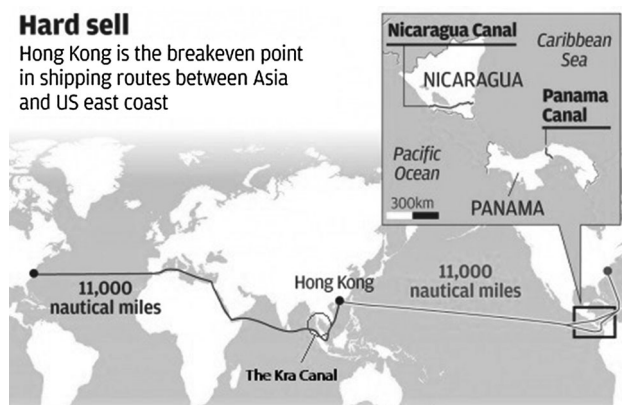 Hard sell
Hong Kong is the breakeven point
in shipping routes between Asia
and US east coast
Nicaragua Canal
Caribbean
Sea
NICARAGUA
Panama
Canal
Pacific
Ocean
300km
PANAMA
11,000
nautical miles
Hong Kong
11,000
nautical miles
The Kra Canal